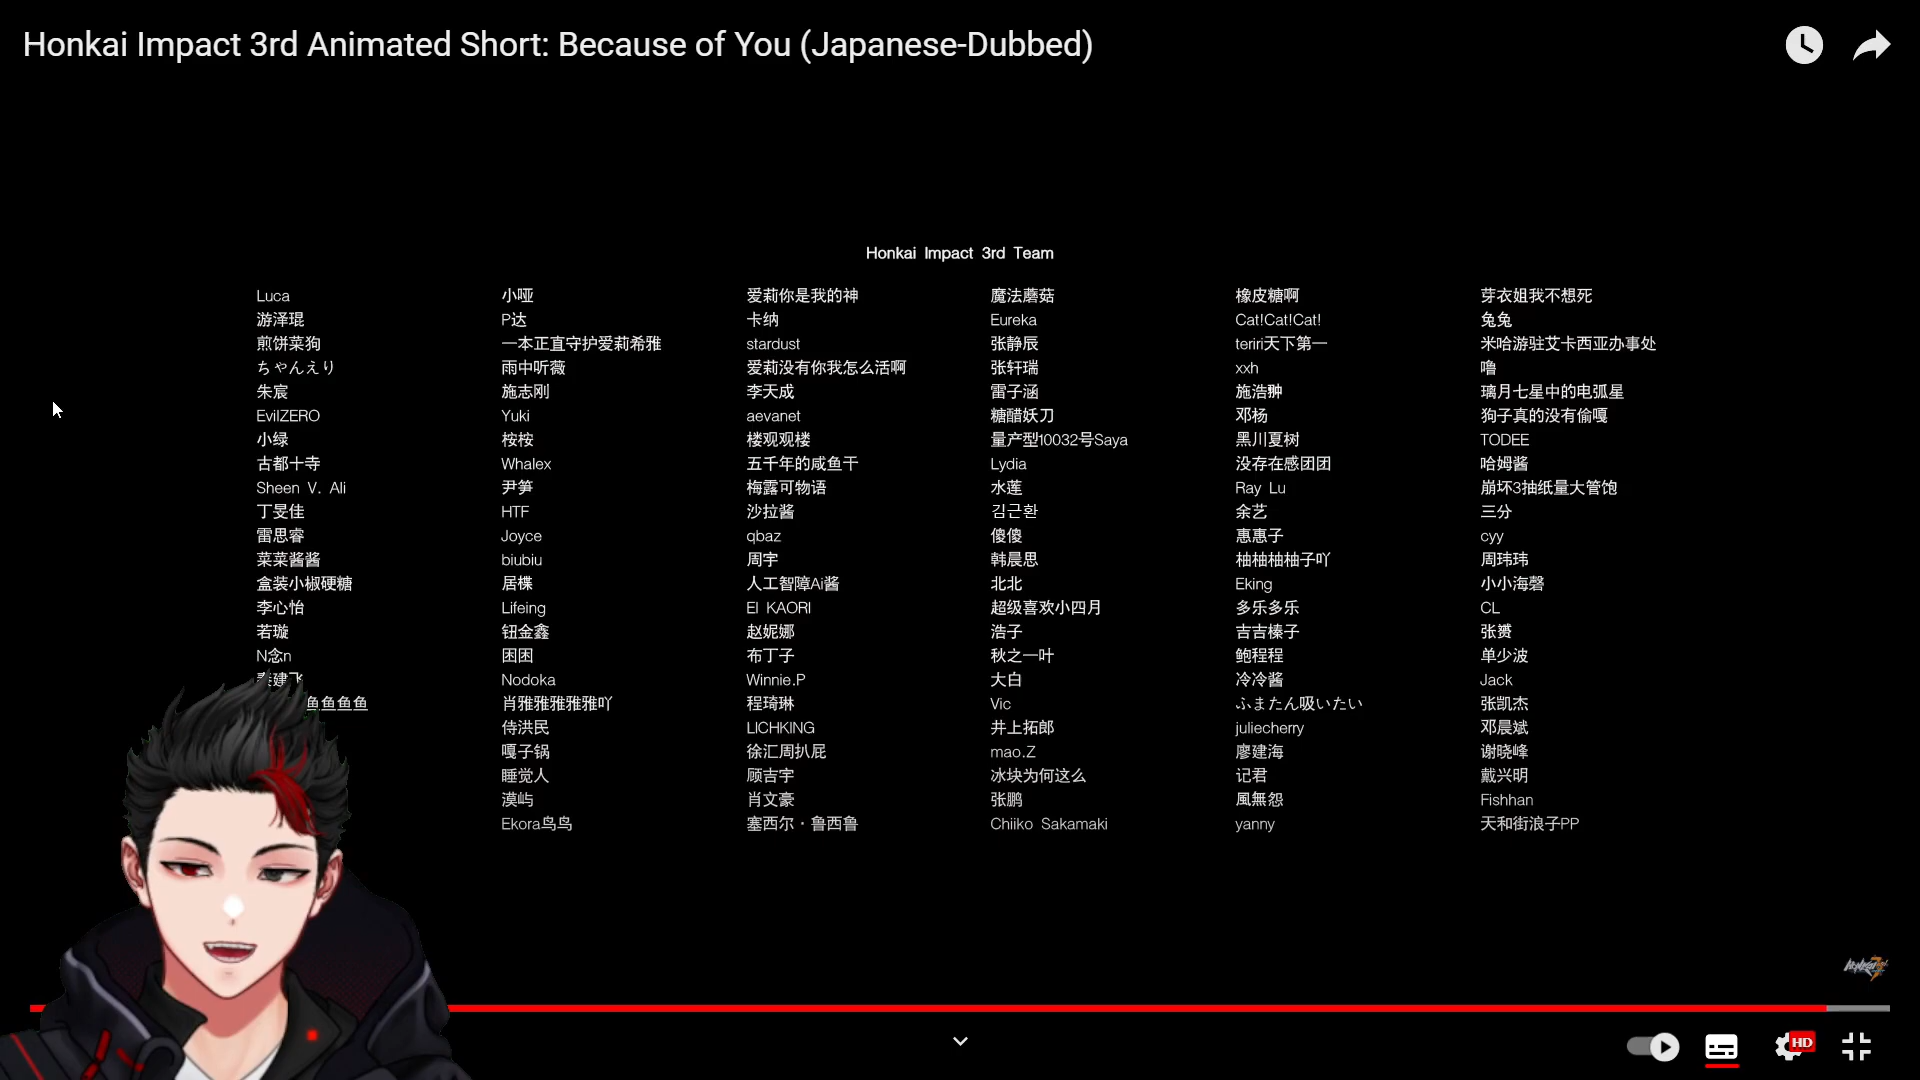 Honkai Impact 3rd Animated Short: Because of You (Japanese-Dubbed)
Honkai Impact 3rd Team
Luca 小哑 爱莉你是我的神 魔法蘑菇 橡皮糖啊 芽衣姐我不想死
游泽琨 P达 卡纳 Eureka Cat!Cat!Cat! 兔兔
煎饼菜狗 一本正直守护爱莉希雅 stardust 张静辰 teriri天下第一 米哈游驻艾卡西亚办事处
ちゃんえり 雨中听薇 爱莉没有你我怎么活啊 张轩瑞 xxh 噜
朱宸 施志刚 李天成 雷子涵 施浩翀 璃月七星中的电弧星
EvilZERO Yuki aevanet 糖醋妖刀 邓杨 狗子真的没有偷嘎
小绿 桉桉 楼观观楼 量产型10032号Saya 黑川夏树 TODEE
古都十寺 Whalex 五千年的咸鱼干 Lydia 没存在感团团 哈姆酱
Sheen V. Ali 尹笋 梅露可物语 水莲 Ray Lu 崩坏3抽纸量大管饱
丁旻佳 HTF 沙拉酱 김근환 余艺 三分
雷思睿 Joyce qbaz 傻傻 惠惠子 cyy
菜菜酱酱 biubiu 周宇 韩晨思 柚柚柚柚子吖 周玮玮
盒装小椒硬糖 居楪 人工智障Ai酱 北北 Eking 小小海磬
李心怡 Lifeing EI KAORI 超级喜欢小四月 多乐多乐 CL
若璇 钮金鑫 赵妮娜 浩子 吉吉榛子 张赟
N念n 困困 布丁子 秋之一叶 鲍程程 单少波
建飞 Nodoka Winnie.P 大白 冷冷酱 Jack
鱼鱼鱼鱼 肖雅雅雅雅雅吖 程琦琳 Vic ふまたん吸いたい 张凯杰
侍洪民 LICHKING 井上拓郎 juliecherry 邓晨斌
嘎子锅 徐汇周扒屁 mao.Z 廖建海 谢晓峰
睡觉人 顾吉宇 冰块为何这么 记君 戴兴明
漠屿 肖文豪 张鹏 風無怨 Fishhan
Ekora鸟鸟 塞西尔·鲁西鲁 Chiiko Sakamaki yanny 天和街浪子PP
HONKAI 3rd
HD